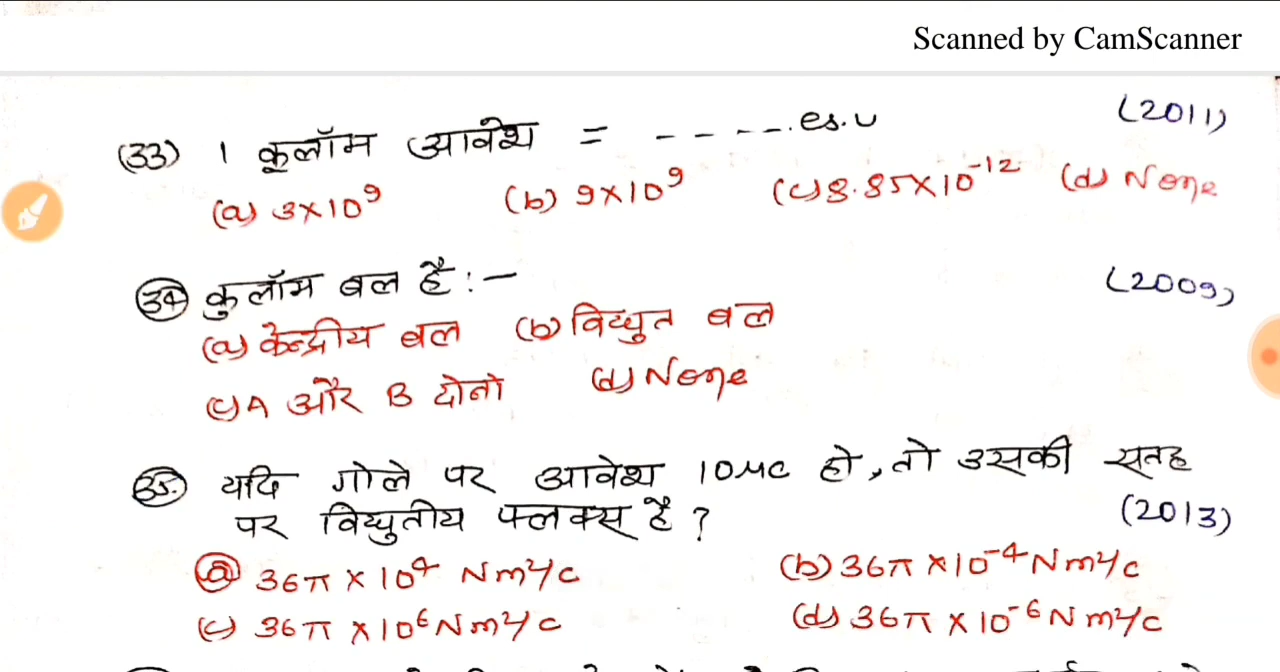 Scanned by CamScanner
(33) 1 कूलॉम आवेश = - - - --. es.u (2011)
(a) 3×10⁹ (b) 9×10⁹ (c) 8.85×10⁻¹² (d) None
(34) कुलॉम बल है :- (2009)
(a) केन्द्रीय बल (b) विद्युत बल
(c) A और B दोनो (d) None
(35. यदि गोले पर आवेश 10μc हो, तो उसकी सतह
पर विद्युतीय फ्लक्स है ? (2013)
(a) 36π × 10⁴ Nm²/c (b) 36π × 10⁻⁴ Nm²/c
(c) 36π × 10⁶ Nm²/c (d) 36π × 10⁻⁶ Nm²/c